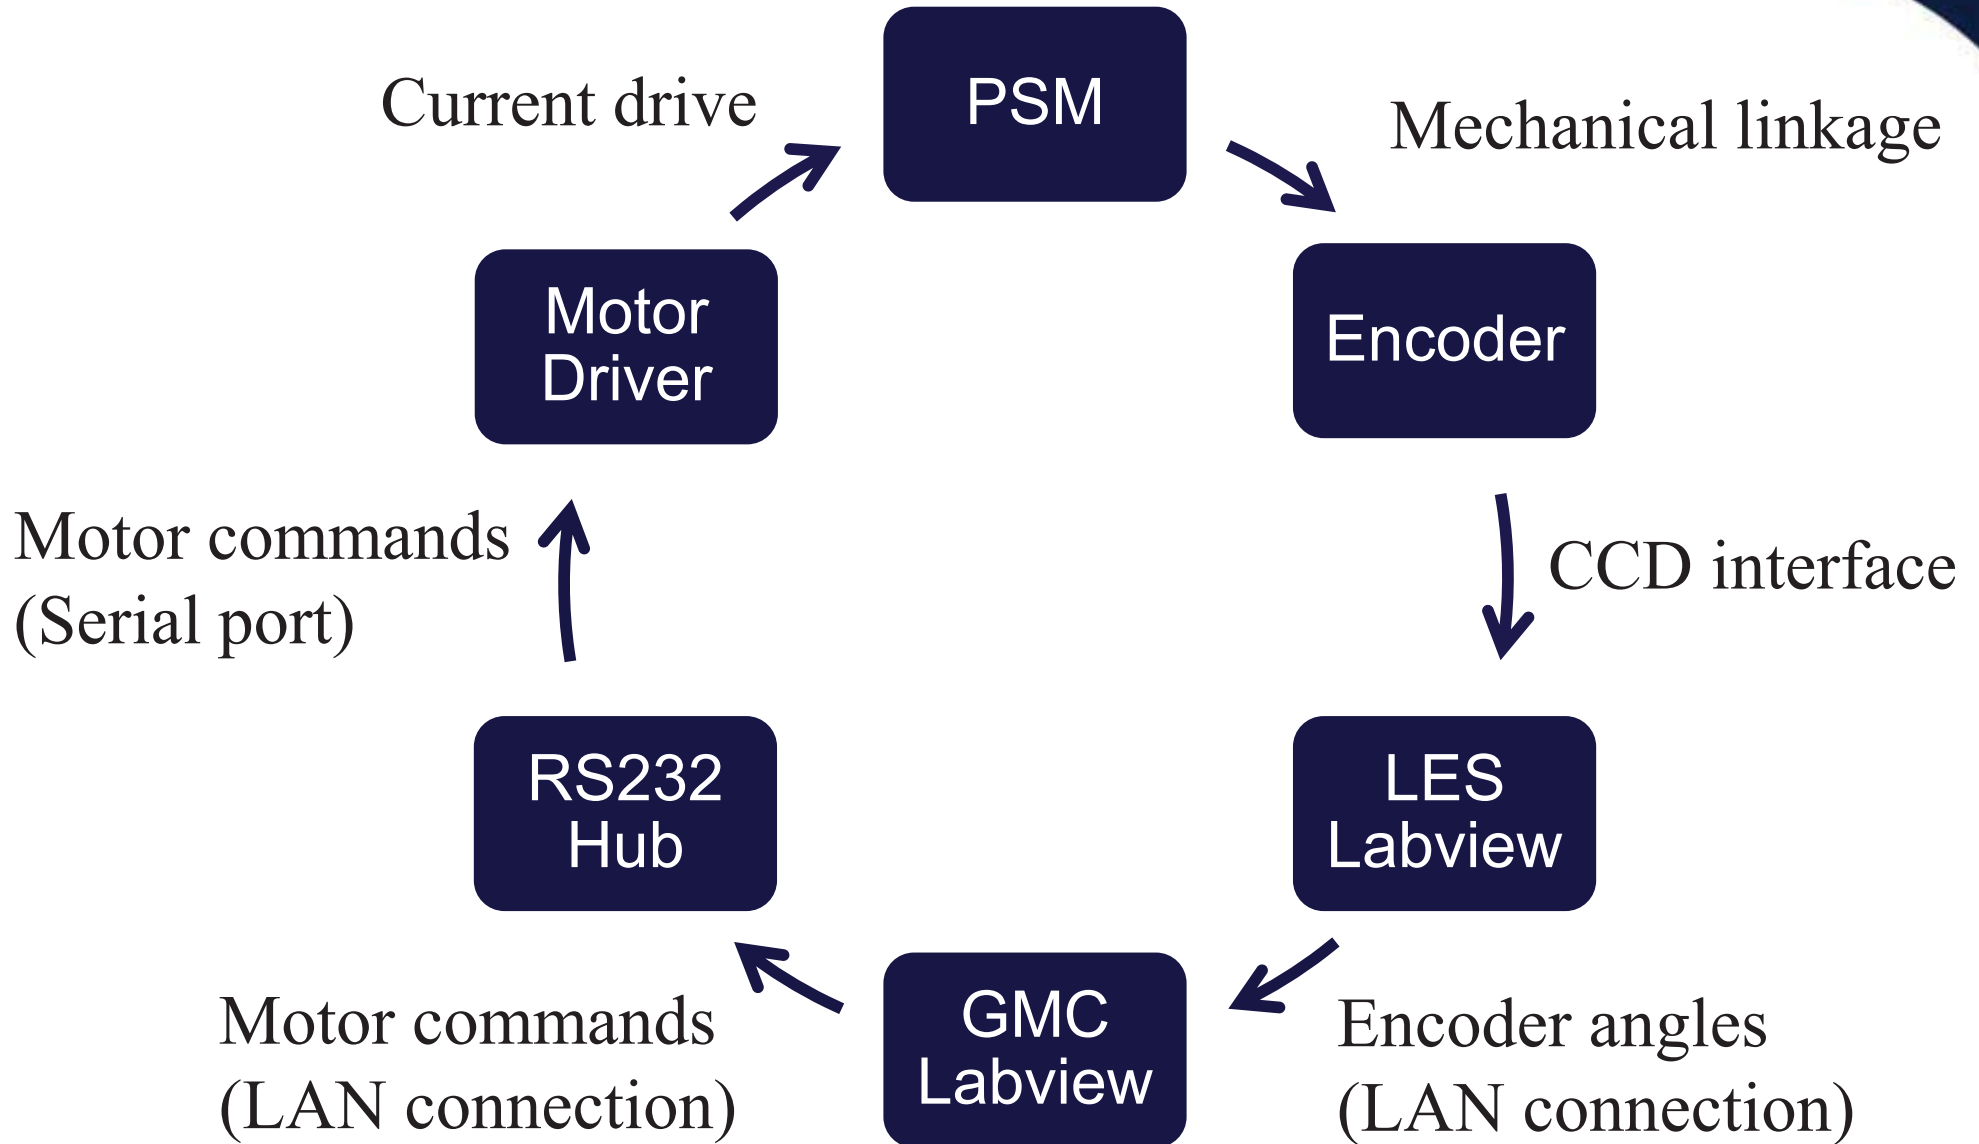 PSM
Current drive
Mechanical linkage
Motor
Driver
Encoder
Motor commands
(Serial port)
CCD interface
RS232
Hub
LES
Labview
GMC
Labview
Motor commands
(LAN connection)
Encoder angles
(LAN connection)